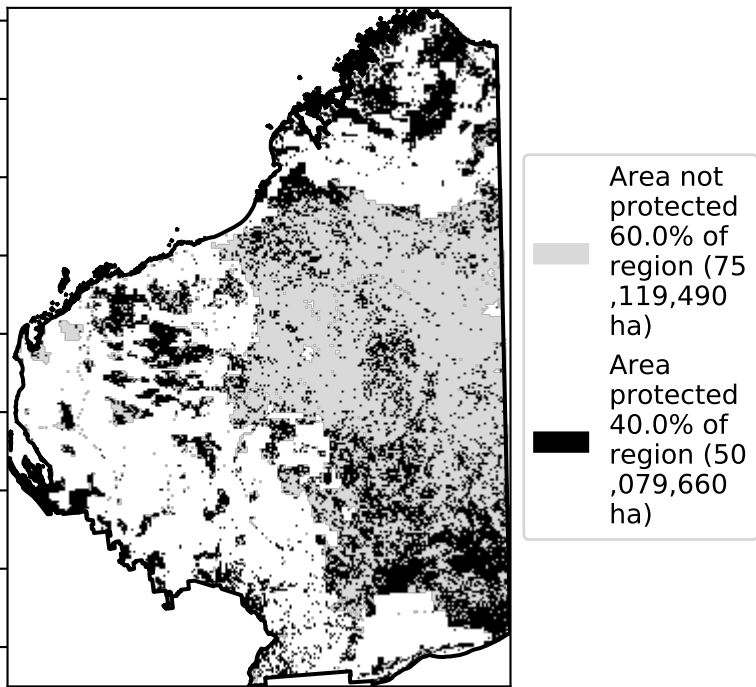 Area not
protected
60.0% of
region (75
,119,490
ha)
Area
protected
40.0% of
region (50
,079,660
ha)